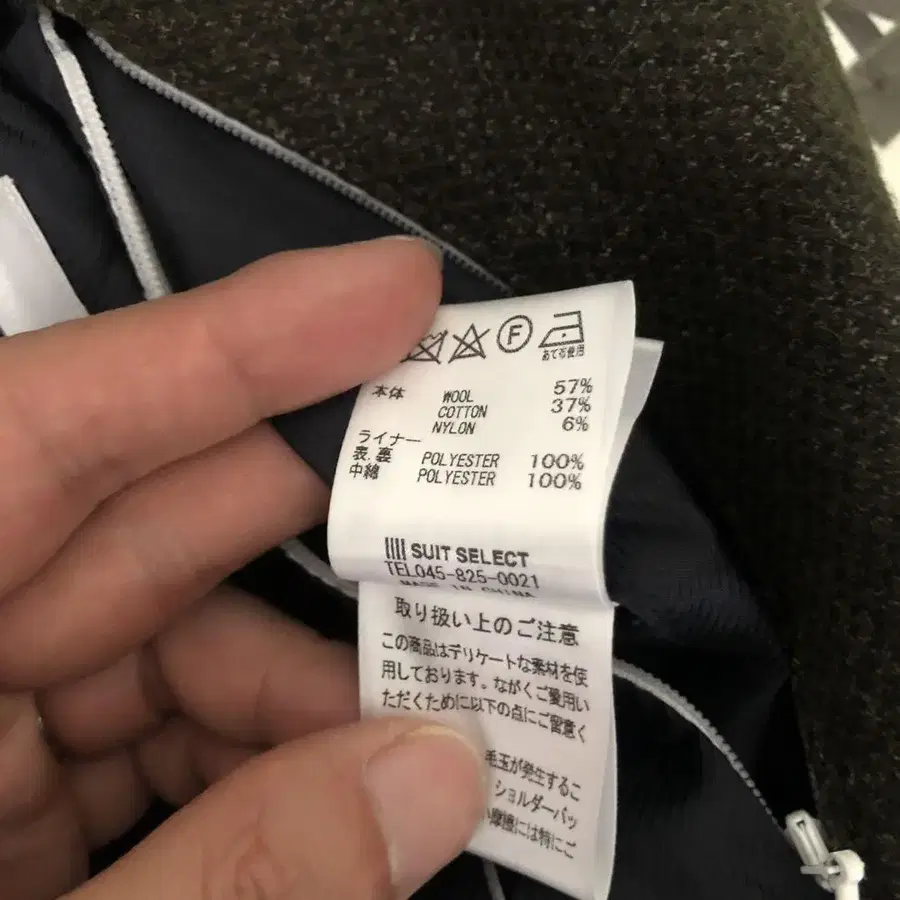 F
あて布使用
本体 WOOL 57%
COTTON 37%
NYLON 6%
ライナー
表.裏 POLYESTER 100%
中綿 POLYESTER 100%
SUIT SELECT
TEL045-825-0021
MADE IN CHINA
取り扱い上のご注意
この商品はデリケートな素材を使
用しております。ながくご愛用い
ただくために以下の点にご留意く
毛玉が発生するこ
ショルダーバッ
摩擦には特にご